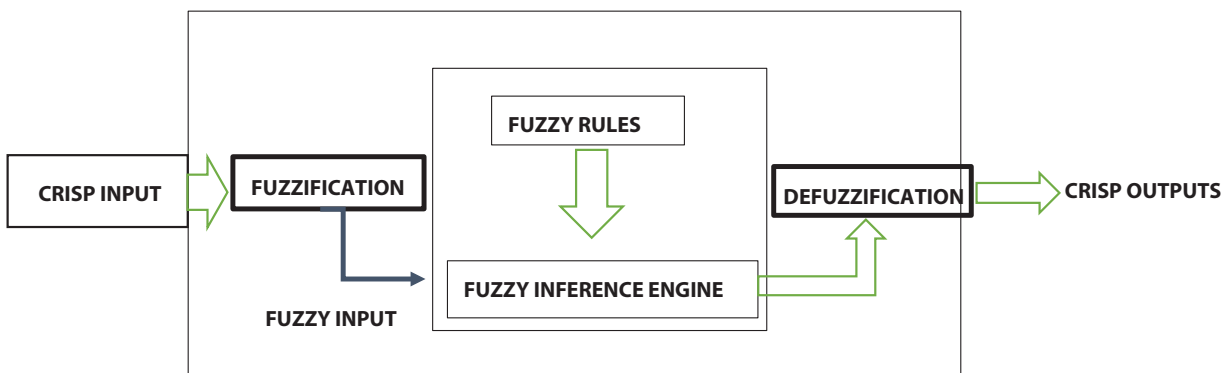 FUZZY RULES
CRISP INPUT
FUZZIFICATION
DEFUZZIFICATION
CRISP OUTPUTS
FUZZY INFERENCE ENGINE
FUZZY INPUT